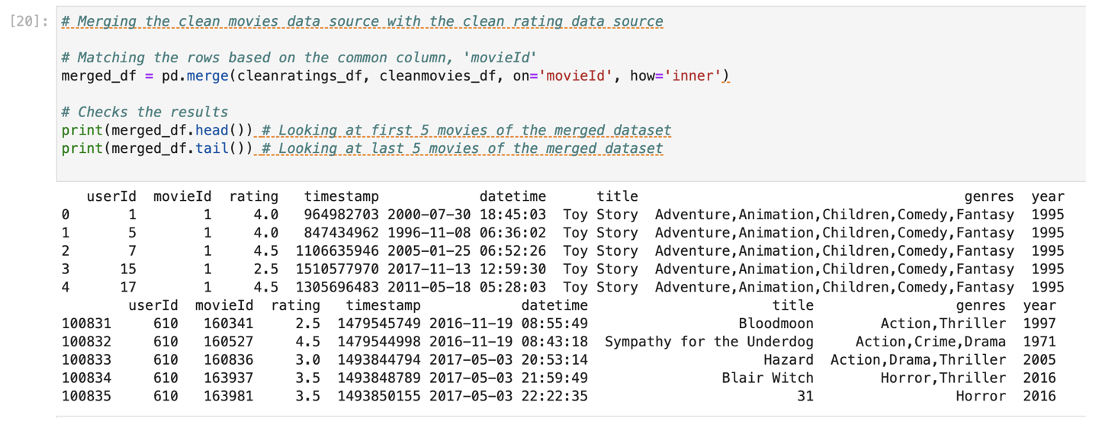 [20]: # Merging the clean movies data source with the clean rating data source
# Matching the rows based on the common column, 'movieId'
merged_df = pd.merge(cleanratings_df, cleanmovies_df, on='movieId', how='inner')
# Checks the results
print(merged_df.head()) # Looking at first 5 movies of the merged dataset
print(merged_df.tail()) # Looking at last 5 movies of the merged dataset
userId movieId rating timestamp datetime title genres year
0 1 1 4.0 964982703 2000-07-30 18:45:03 Toy Story Adventure,Animation,Children,Comedy,Fantasy 1995
1 5 1 4.0 847434962 1996-11-08 06:36:02 Toy Story Adventure,Animation,Children,Comedy,Fantasy 1995
2 7 1 4.5 1106635946 2005-01-25 06:52:26 Toy Story Adventure,Animation,Children,Comedy,Fantasy 1995
3 15 1 2.5 1510577970 2017-11-13 12:59:30 Toy Story Adventure,Animation,Children,Comedy,Fantasy 1995
4 17 1 4.5 1305696483 2011-05-18 05:28:03 Toy Story Adventure,Animation,Children,Comedy,Fantasy 1995
userId movieId rating timestamp datetime title genres year
100831 610 160341 2.5 1479545749 2016-11-19 08:55:49 Bloodmoon Action,Thriller 1997
100832 610 160527 4.5 1479544998 2016-11-19 08:43:18 Sympathy for the Underdog Action,Crime,Drama 1971
100833 610 160836 3.0 1493844794 2017-05-03 20:53:14 Hazard Action,Drama,Thriller 2005
100834 610 163937 3.5 1493848789 2017-05-03 21:59:49 Blair Witch Horror,Thriller 2016
100835 610 163981 3.5 1493850155 2017-05-03 22:22:35 31 Horror 2016